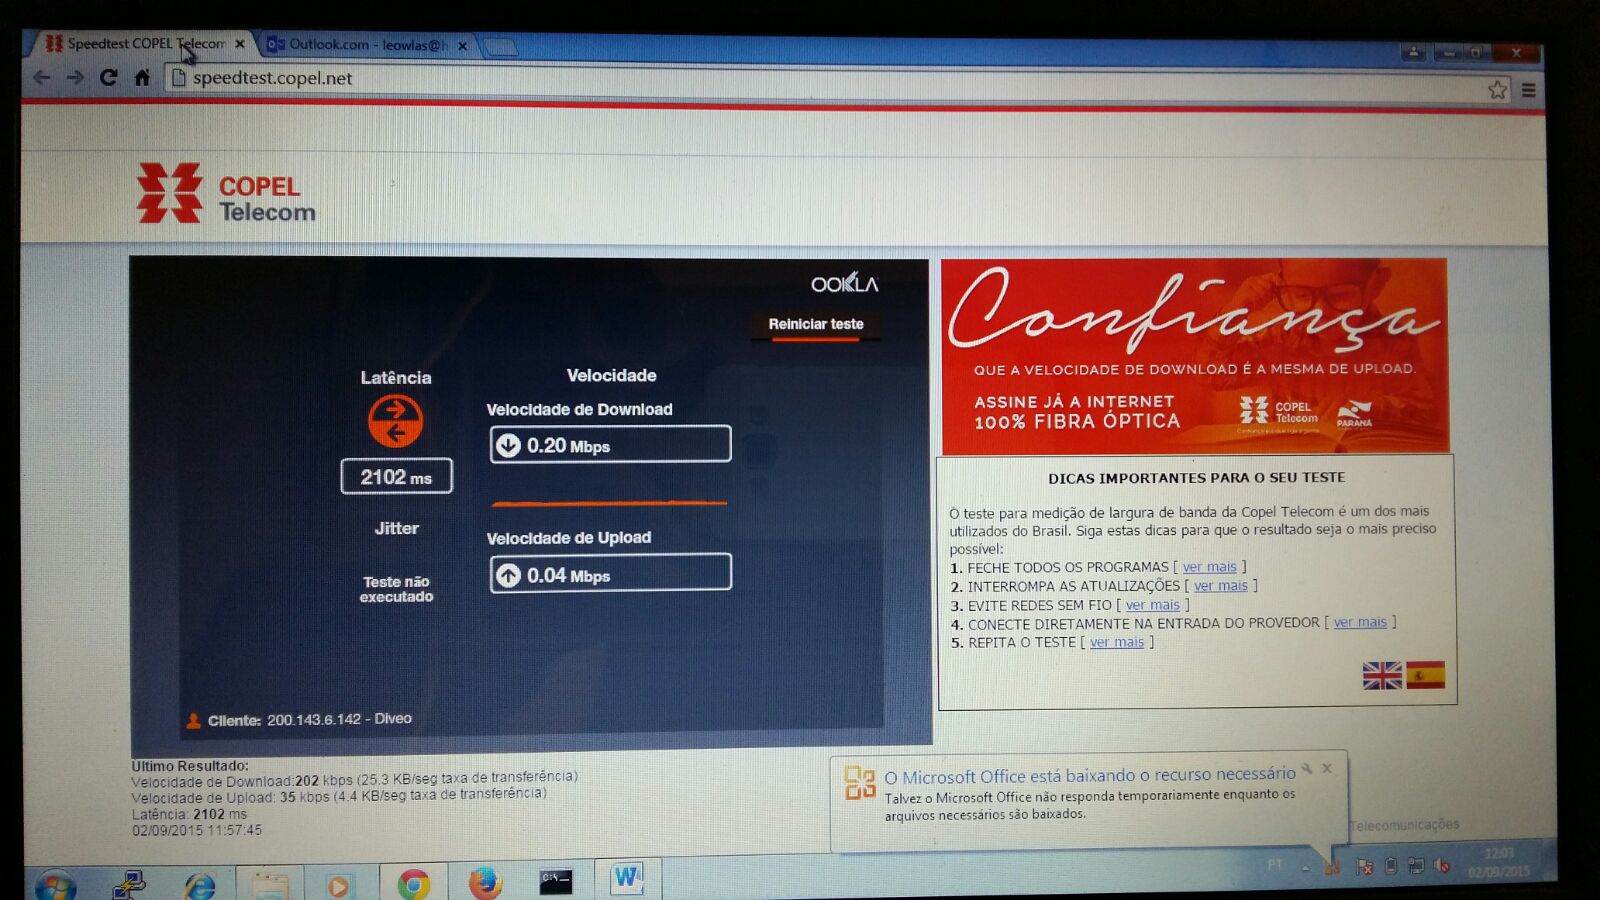 Speedtest COPEL Telecom
Outlook.com - leowlas@h
speedtest.copel.net
COPEL
Telecom
OOKLA
Reiniciar teste
Latência
2102 ms
Jitter
Teste não
executado
Velocidade
Velocidade de Download
0.20 Mbps
Velocidade de Upload
0.04 Mbps
Cliente: 200.143.6.142 - Diveo
Confiança
QUE A VELOCIDADE DE DOWNLOAD É A MESMA DE UPLOAD.
ASSINE JÁ A INTERNET
100% FIBRA ÓPTICA
COPEL
Telecom
PARANÁ
DICAS IMPORTANTES PARA O SEU TESTE
O teste para medição de largura de banda da Copel Telecom é um dos mais
utilizados do Brasil. Siga estas dicas para que o resultado seja o mais preciso
possível:
1. FECHE TODOS OS PROGRAMAS [ ver mais ]
2. INTERROMPA AS ATUALIZAÇÕES [ ver mais ]
3. EVITE REDES SEM FIO [ ver mais ]
4. CONECTE DIRETAMENTE NA ENTRADA DO PROVEDOR [ ver mais ]
5. REPITA O TESTE [ ver mais ]
Último Resultado:
Velocidade de Download:202 kbps (25.3 KB/seg taxa de transferência)
Velocidade de Upload: 35 kbps (4.4 KB/seg taxa de transferência)
Latência: 2102 ms
02/09/2015 11:57:45
O Microsoft Office está baixando o recurso necessário
Talvez o Microsoft Office não responda temporariamente enquanto os
arquivos necessários são baixados.
Telecomunicações
PT
12:03
02/09/2015